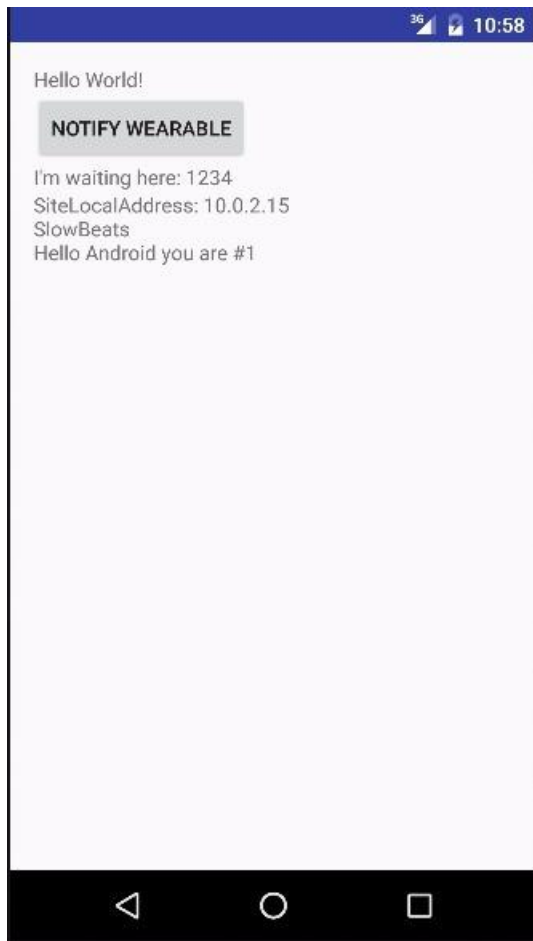 3G 10:58
Hello World!
NOTIFY WEARABLE
I'm waiting here: 1234
SiteLocalAddress: 10.0.2.15
SlowBeats
Hello Android you are #1